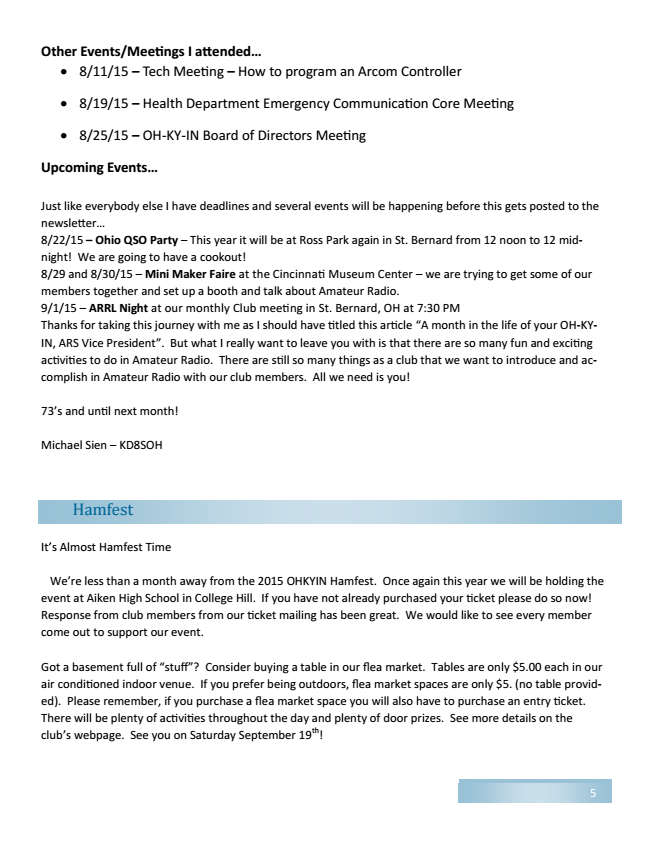 Other Events/Meetings I attended…
• 8/11/15 – Tech Meeting – How to program an Arcom Controller
• 8/19/15 – Health Department Emergency Communication Core Meeting
• 8/25/15 – OH-KY-IN Board of Directors Meeting
Upcoming Events…
Just like everybody else I have deadlines and several events will be happening before this gets posted to the
newsletter…
8/22/15 – Ohio QSO Party – This year it will be at Ross Park again in St. Bernard from 12 noon to 12 mid-
night!  We are going to have a cookout!
8/29 and 8/30/15 – Mini Maker Faire at the Cincinnati Museum Center – we are trying to get some of our
members together and set up a booth and talk about Amateur Radio.
9/1/15 – ARRL Night at our monthly Club meeting in St. Bernard, OH at 7:30 PM
Thanks for taking this journey with me as I should have titled this article “A month in the life of your OH-KY-
IN, ARS Vice President”.  But what I really want to leave you with is that there are so many fun and exciting
activities to do in Amateur Radio.  There are still so many things as a club that we want to introduce and ac-
complish in Amateur Radio with our club members.  All we need is you!
73’s and until next month!
Michael Sien – KD8SOH
Hamfest
It’s Almost Hamfest Time
We’re less than a month away from the 2015 OHKYIN Hamfest.  Once again this year we will be holding the
event at Aiken High School in College Hill.  If you have not already purchased your ticket please do so now!
Response from club members from our ticket mailing has been great.  We would like to see every member
come out to support our event.
Got a basement full of “stuff”?  Consider buying a table in our flea market.  Tables are only $5.00 each in our
air conditioned indoor venue.  If you prefer being outdoors, flea market spaces are only $5. (no table provid-
ed).  Please remember, if you purchase a flea market space you will also have to purchase an entry ticket.
There will be plenty of activities throughout the day and plenty of door prizes.  See more details on the
club’s webpage.  See you on Saturday September 19th!
5